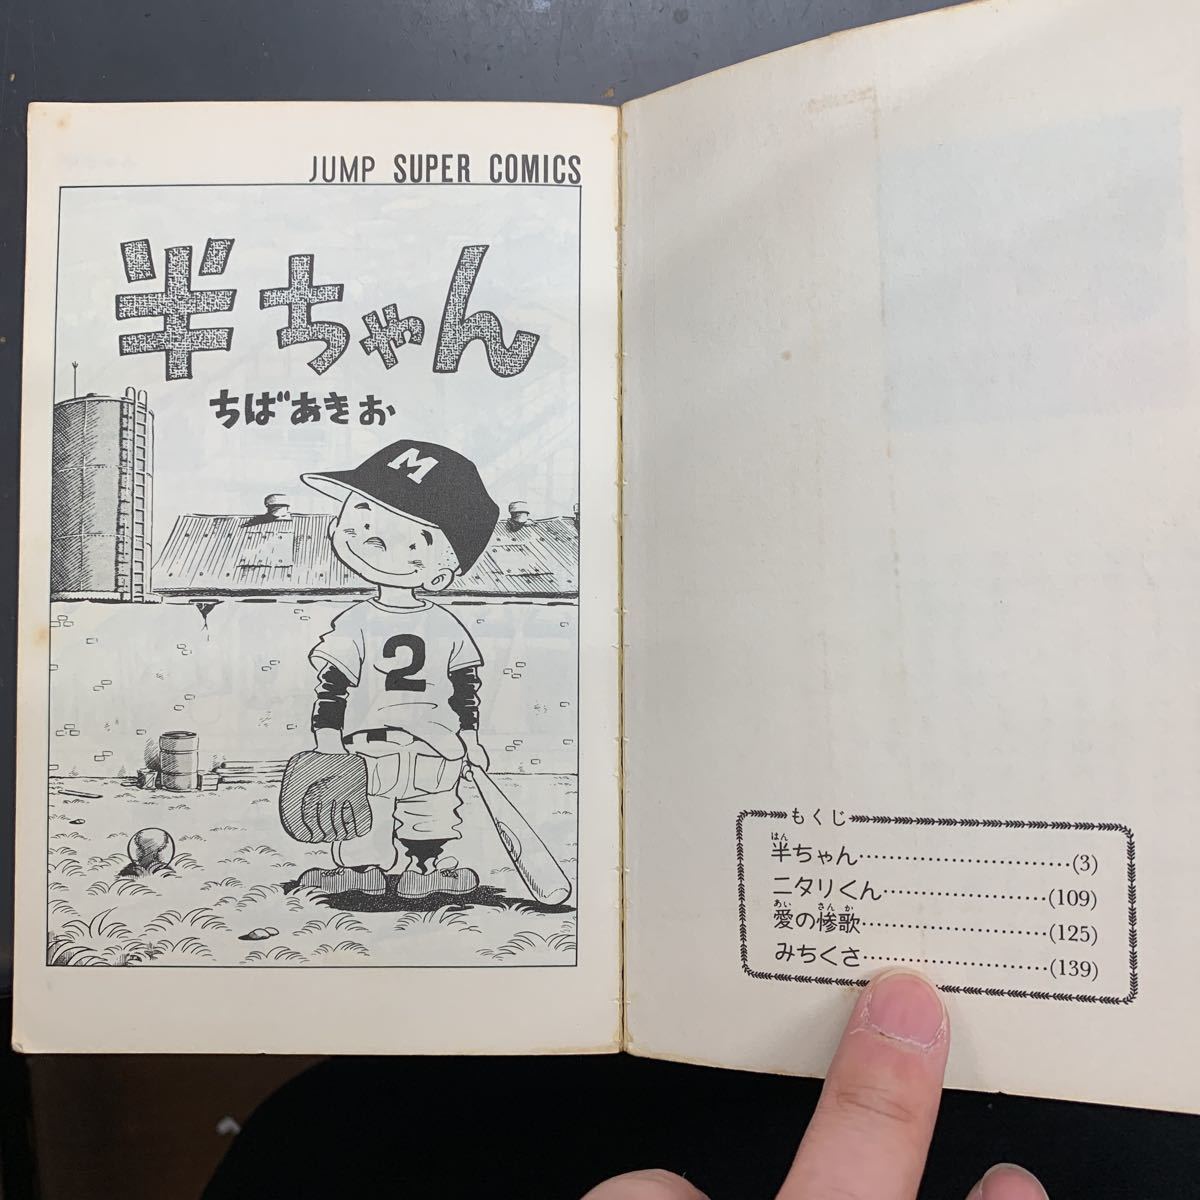 JUMP SUPER COMICS
半ちゃん
ちばあきお
M
2
もくじ
はん
半ちゃん……………………(3)
ニタリくん………………(109)
あい さんか
愛の惨歌…………………(125)
みちくさ…………………(139)